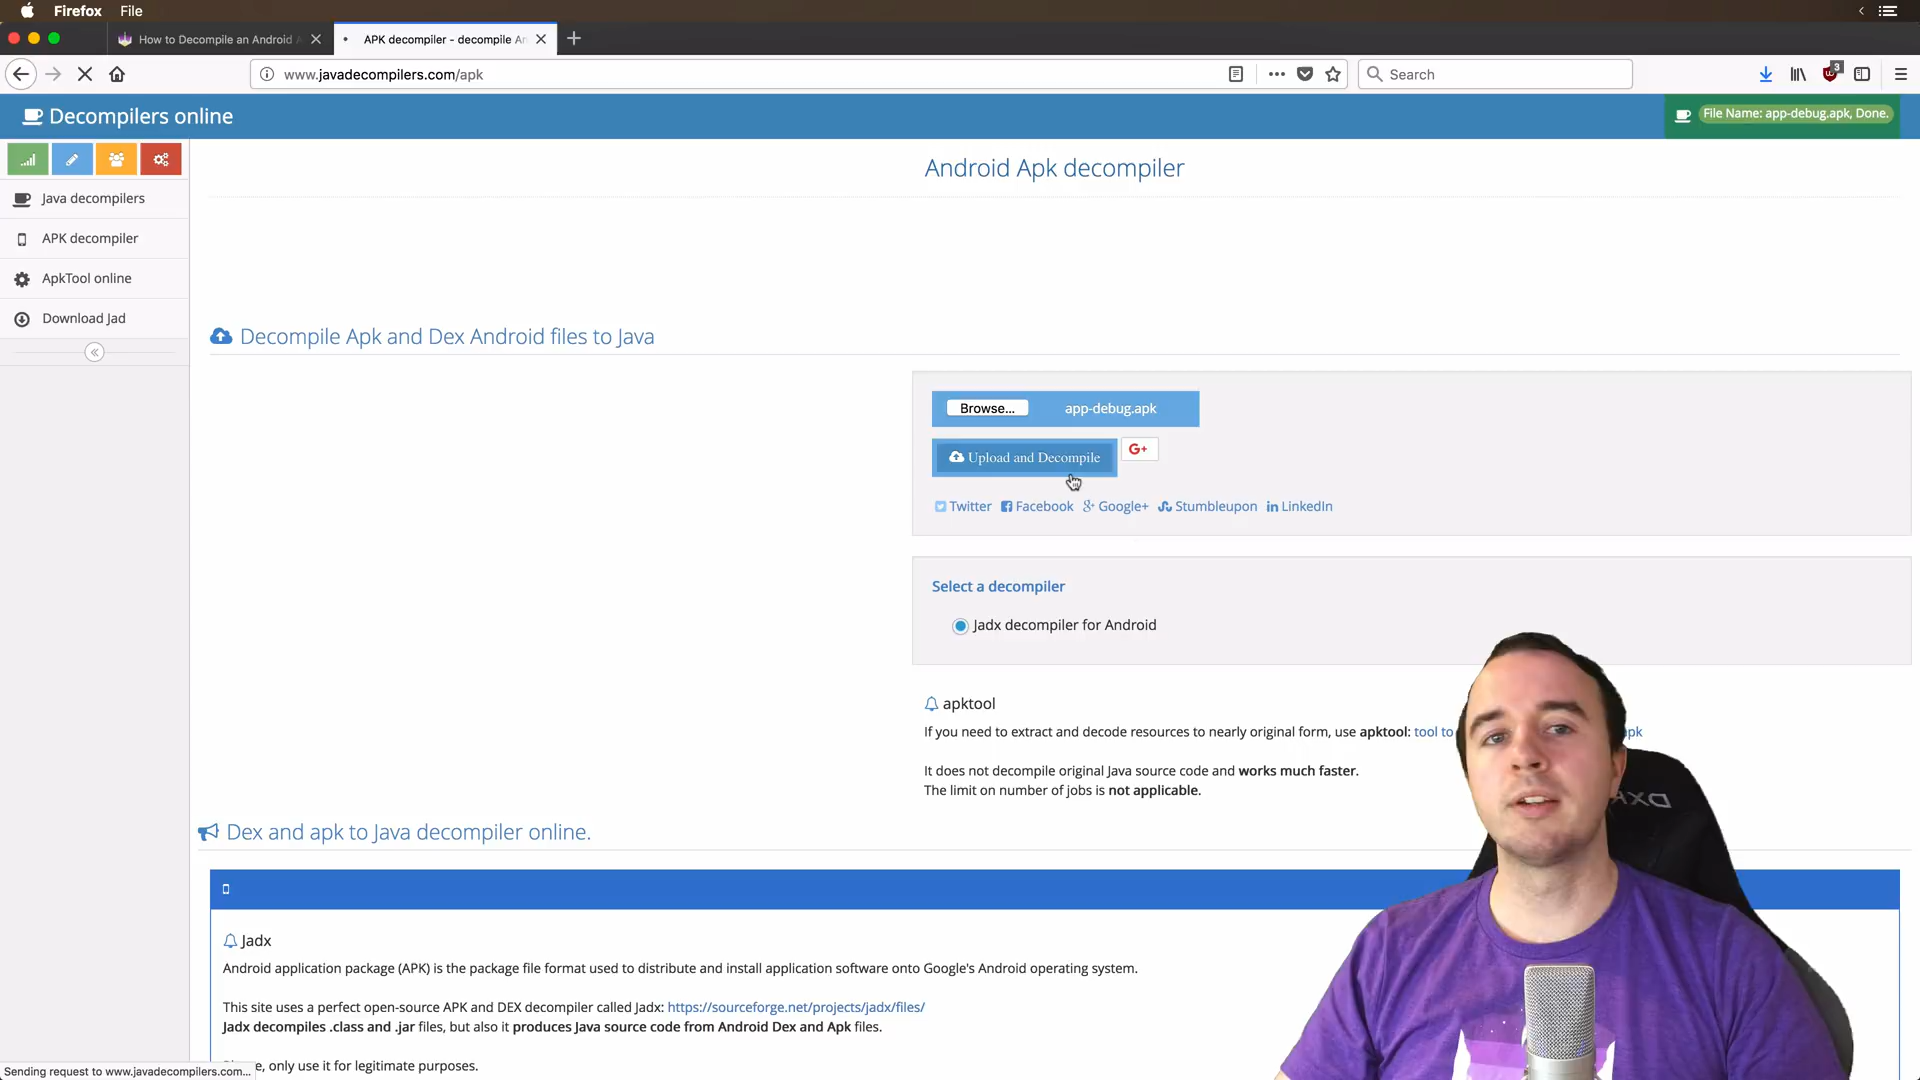 Firefox File
How to Decompile an Android A
APK decompiler - decompile An
www.javadecompilers.com/apk
Search
3
Decompilers online
File Name: app-debug.apk, Done.
Android Apk decompiler
Java decompilers
APK decompiler
ApkTool online
Download Jad
Decompile Apk and Dex Android files to Java
Browse... app-debug.apk
Upload and Decompile
G+
Twitter Facebook Google+ Stumbleupon LinkedIn
Select a decompiler
Jadx decompiler for Android
apktool
If you need to extract and decode resources to nearly original form, use apktool: tool to
It does not decompile original Java source code and works much faster.
The limit on number of jobs is not applicable.
Dex and apk to Java decompiler online.
Jadx
Android application package (APK) is the package file format used to distribute and install application software onto Google's Android operating system.
This site uses a perfect open-source APK and DEX decompiler called Jadx: https://sourceforge.net/projects/jadx/files/
Jadx decompiles .class and .jar files, but also it produces Java source code from Android Dex and Apk files.
only use it for legitimate purposes.
Sending request to www.javadecompilers.com...